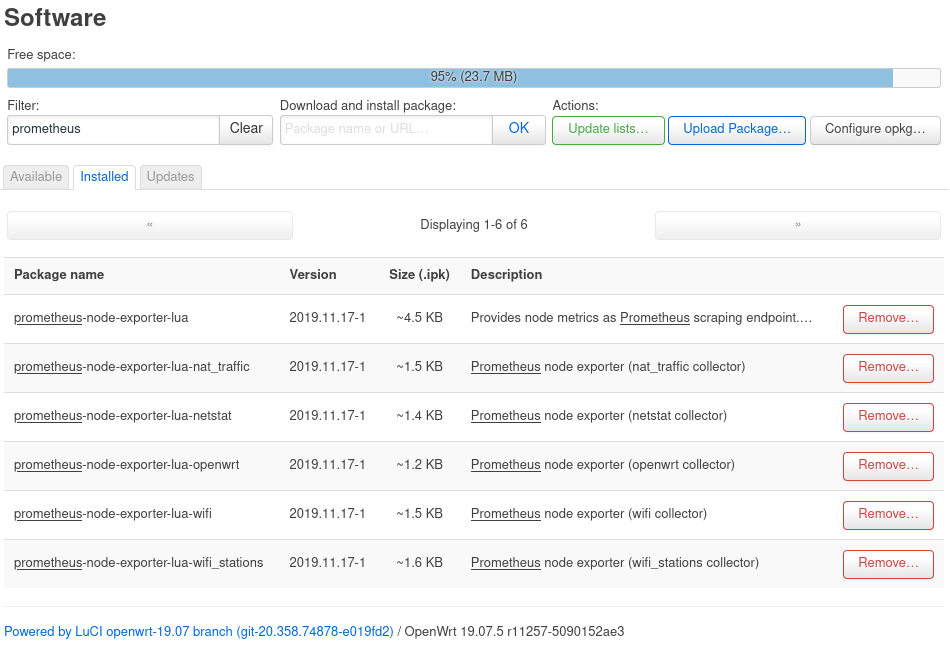 Software
Free space:
95% (23.7 MB)
Filter:
Download and install package:
Actions:
prometheus
Clear
Package name or URL…
OK
Update lists…
Upload Package…
Configure opkg…
Available
Installed
Updates
«
Displaying 1-6 of 6
»
Package name Version Size (.ipk) Description
prometheus-node-exporter-lua 2019.11.17-1 ~4.5 KB Provides node metrics as Prometheus scraping endpoint.… Remove…
prometheus-node-exporter-lua-nat_traffic 2019.11.17-1 ~1.5 KB Prometheus node exporter (nat_traffic collector) Remove…
prometheus-node-exporter-lua-netstat 2019.11.17-1 ~1.4 KB Prometheus node exporter (netstat collector) Remove…
prometheus-node-exporter-lua-openwrt 2019.11.17-1 ~1.2 KB Prometheus node exporter (openwrt collector) Remove…
prometheus-node-exporter-lua-wifi 2019.11.17-1 ~1.5 KB Prometheus node exporter (wifi collector) Remove…
prometheus-node-exporter-lua-wifi_stations 2019.11.17-1 ~1.6 KB Prometheus node exporter (wifi_stations collector) Remove…
Powered by LuCI openwrt-19.07 branch (git-20.358.74878-e019fd2) / OpenWrt 19.07.5 r11257-5090152ae3